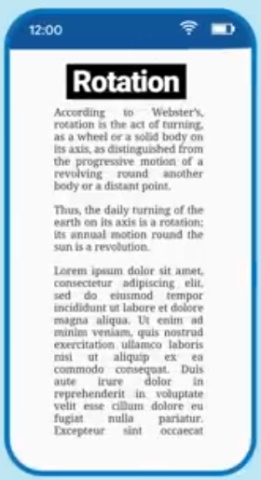 12:00
Rotation
According to Webster's,
rotation is the act of turning,
as a wheel or a solid body on
its axis, as distinguished from
the progressive motion of a
revolving round another
body or a distant point.
Thus, the daily turning of the
earth on its axis is a rotation;
its annual motion round the
sun is a revolution.
Lorem ipsum dolor sit amet,
consectetur adipiscing elit,
sed do eiusmod tempor
incididunt ut labore et dolore
magna aliqua. Ut enim ad
minim veniam, quis nostrud
exercitation ullamco laboris
nisi ut aliquip ex ea
commodo consequat. Duis
aute irure dolor in
reprehenderit in voluptate
velit esse cillum dolore eu
fugiat nulla pariatur.
Excepteur sint occaecat